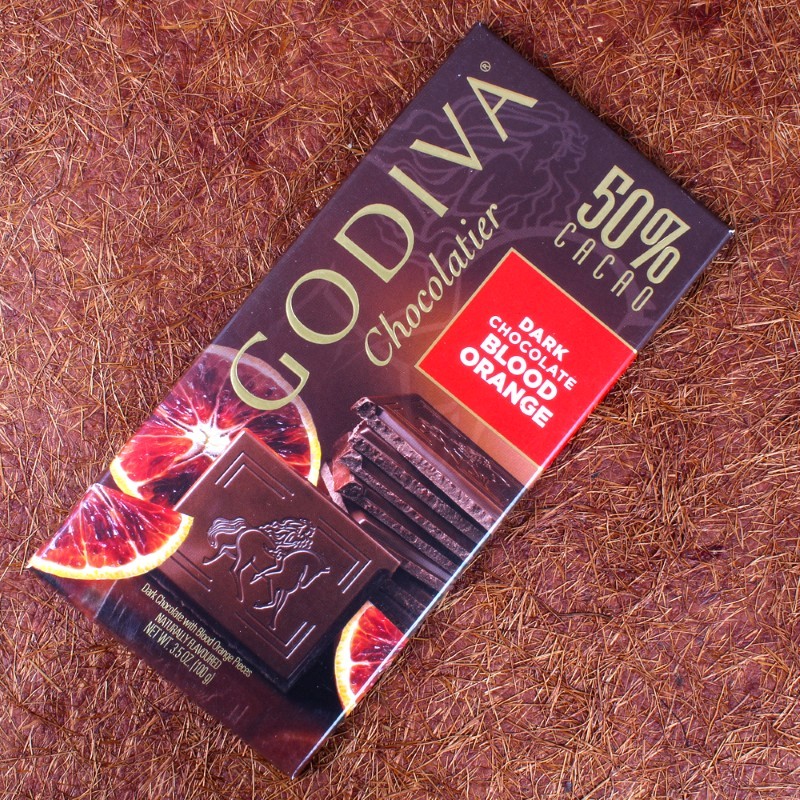 GODIVA®
Chocolatier
50%
CACAO
DARK
CHOCOLATE
BLOOD
ORANGE
Dark Chocolate with Blood Orange Pieces
NATURALLY FLAVOURED
NET WT. 3.5 OZ. (100 g)